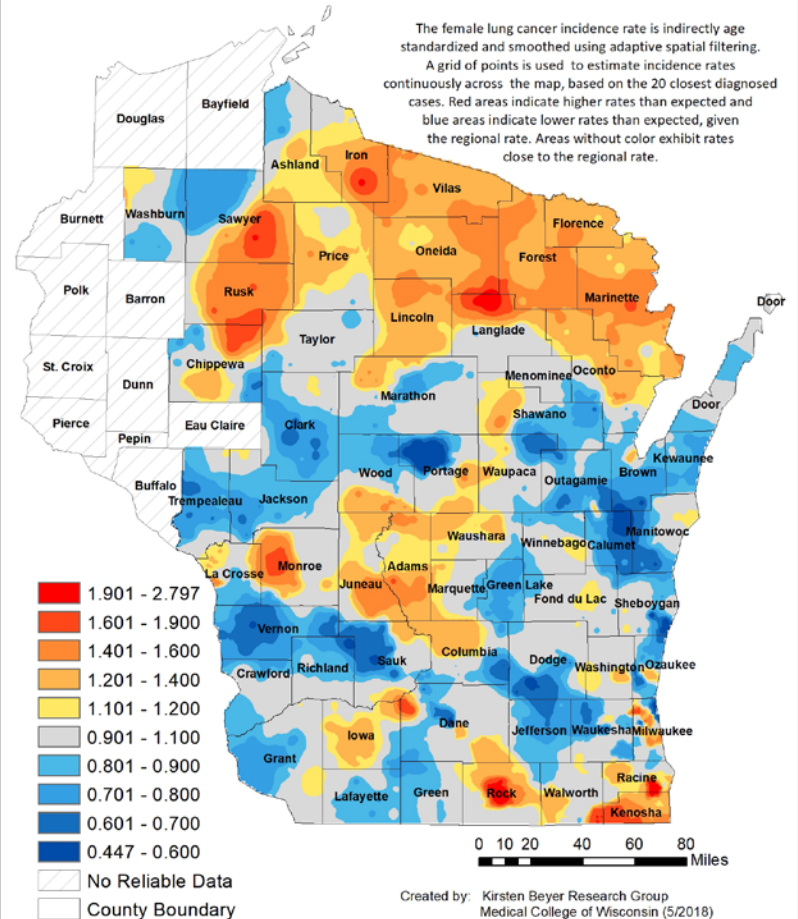 The female lung cancer incidence rate is indirectly age
standardized and smoothed using adaptive spatial filtering.
A grid of points is used to estimate incidence rates
continuously across the map, based on the 20 closest diagnosed
cases. Red areas indicate higher rates than expected and
blue areas indicate lower rates than expected, given
the regional rate. Areas without color exhibit rates
close to the regional rate.
Bayfield
Douglas
Iron
Ashland
Vilas
Burnett
Washburn
Sawyer
Florence
Price
Oneida
Forest
Polk
Barron
Rusk
Marinette
Door
Lincoln
Langlade
Taylor
St. Croix
Chippewa
Dunn
Menominee
Oconto
Marathon
Door
Shawano
Pierce
Eau Claire
Clark
Pepin
Kewaunee
Buffalo
Wood
Portage
Waupaca
Brown
Outagamie
Trempealeau
Jackson
Waushara
Manitowoc
Winnebago
Calumet
La Crosse
Monroe
Adams
Juneau
Marquette
Green Lake
Fond du Lac
Sheboygan
Vernon
Columbia
Sauk
Richland
Dodge
Washington
Ozaukee
Crawford
Dane
Iowa
Jefferson
Waukesha
Milwaukee
Grant
Racine
Lafayette
Green
Rock
Walworth
Kenosha
1.901 - 2.797
1.601 - 1.900
1.401 - 1.600
1.201 - 1.400
1.101 - 1.200
0.901 - 1.100
0.801 - 0.900
0.701 - 0.800
0.601 - 0.700
0.447 - 0.600
No Reliable Data
County Boundary
0 10 20 40 60 80
Miles
Created by: Kirsten Beyer Research Group
Medical College of Wisconsin (5/2018)